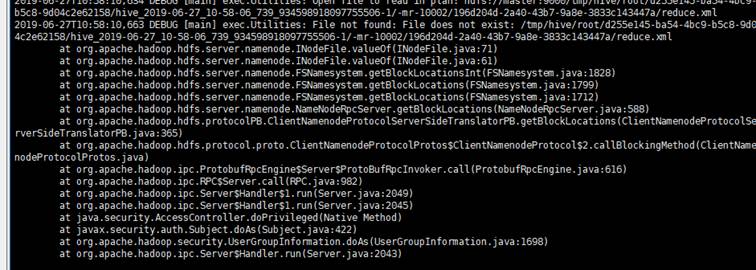 2019-06-27T10:58:10,634 DEBUG [main] exec.Utilities: Open file to read in plan: hdfs://master:9000/tmp/hive/root/d255e145-ba54-4bc9-
b5c8-9d04c2e62158/hive_2019-06-27_10-58-06_739_934598918097755506-1/-mr-10002/196d204d-2a40-43b7-9a8e-3833c143447a/reduce.xml
2019-06-27T10:58:10,663 DEBUG [main] exec.Utilities: File not found: File does not exist: /tmp/hive/root/d255e145-ba54-4bc9-b5c8-9d0
4c2e62158/hive_2019-06-27_10-58-06_739_934598918097755506-1/-mr-10002/196d204d-2a40-43b7-9a8e-3833c143447a/reduce.xml
at org.apache.hadoop.hdfs.server.namenode.INodeFile.valueOf(INodeFile.java:71)
at org.apache.hadoop.hdfs.server.namenode.INodeFile.valueOf(INodeFile.java:61)
at org.apache.hadoop.hdfs.server.namenode.FSNamesystem.getBlockLocationsInt(FSNamesystem.java:1828)
at org.apache.hadoop.hdfs.server.namenode.FSNamesystem.getBlockLocations(FSNamesystem.java:1799)
at org.apache.hadoop.hdfs.server.namenode.FSNamesystem.getBlockLocations(FSNamesystem.java:1712)
at org.apache.hadoop.hdfs.server.namenode.NameNodeRpcServer.getBlockLocations(NameNodeRpcServer.java:588)
at org.apache.hadoop.hdfs.protocolPB.ClientNamenodeProtocolServerSideTranslatorPB.getBlockLocations(ClientNamenodeProtocolSe
rverSideTranslatorPB.java:365)
at org.apache.hadoop.hdfs.protocol.proto.ClientNamenodeProtocolProtos$ClientNamenodeProtocol$2.callBlockingMethod(ClientName
nodeProtocolProtos.java)
at org.apache.hadoop.ipc.ProtobufRpcEngine$Server$ProtoBufRpcInvoker.call(ProtobufRpcEngine.java:616)
at org.apache.hadoop.ipc.RPC$Server.call(RPC.java:982)
at org.apache.hadoop.ipc.Server$Handler$1.run(Server.java:2049)
at org.apache.hadoop.ipc.Server$Handler$1.run(Server.java:2045)
at java.security.AccessController.doPrivileged(Native Method)
at javax.security.auth.Subject.doAs(Subject.java:422)
at org.apache.hadoop.security.UserGroupInformation.doAs(UserGroupInformation.java:1698)
at org.apache.hadoop.ipc.Server$Handler.run(Server.java:2043)